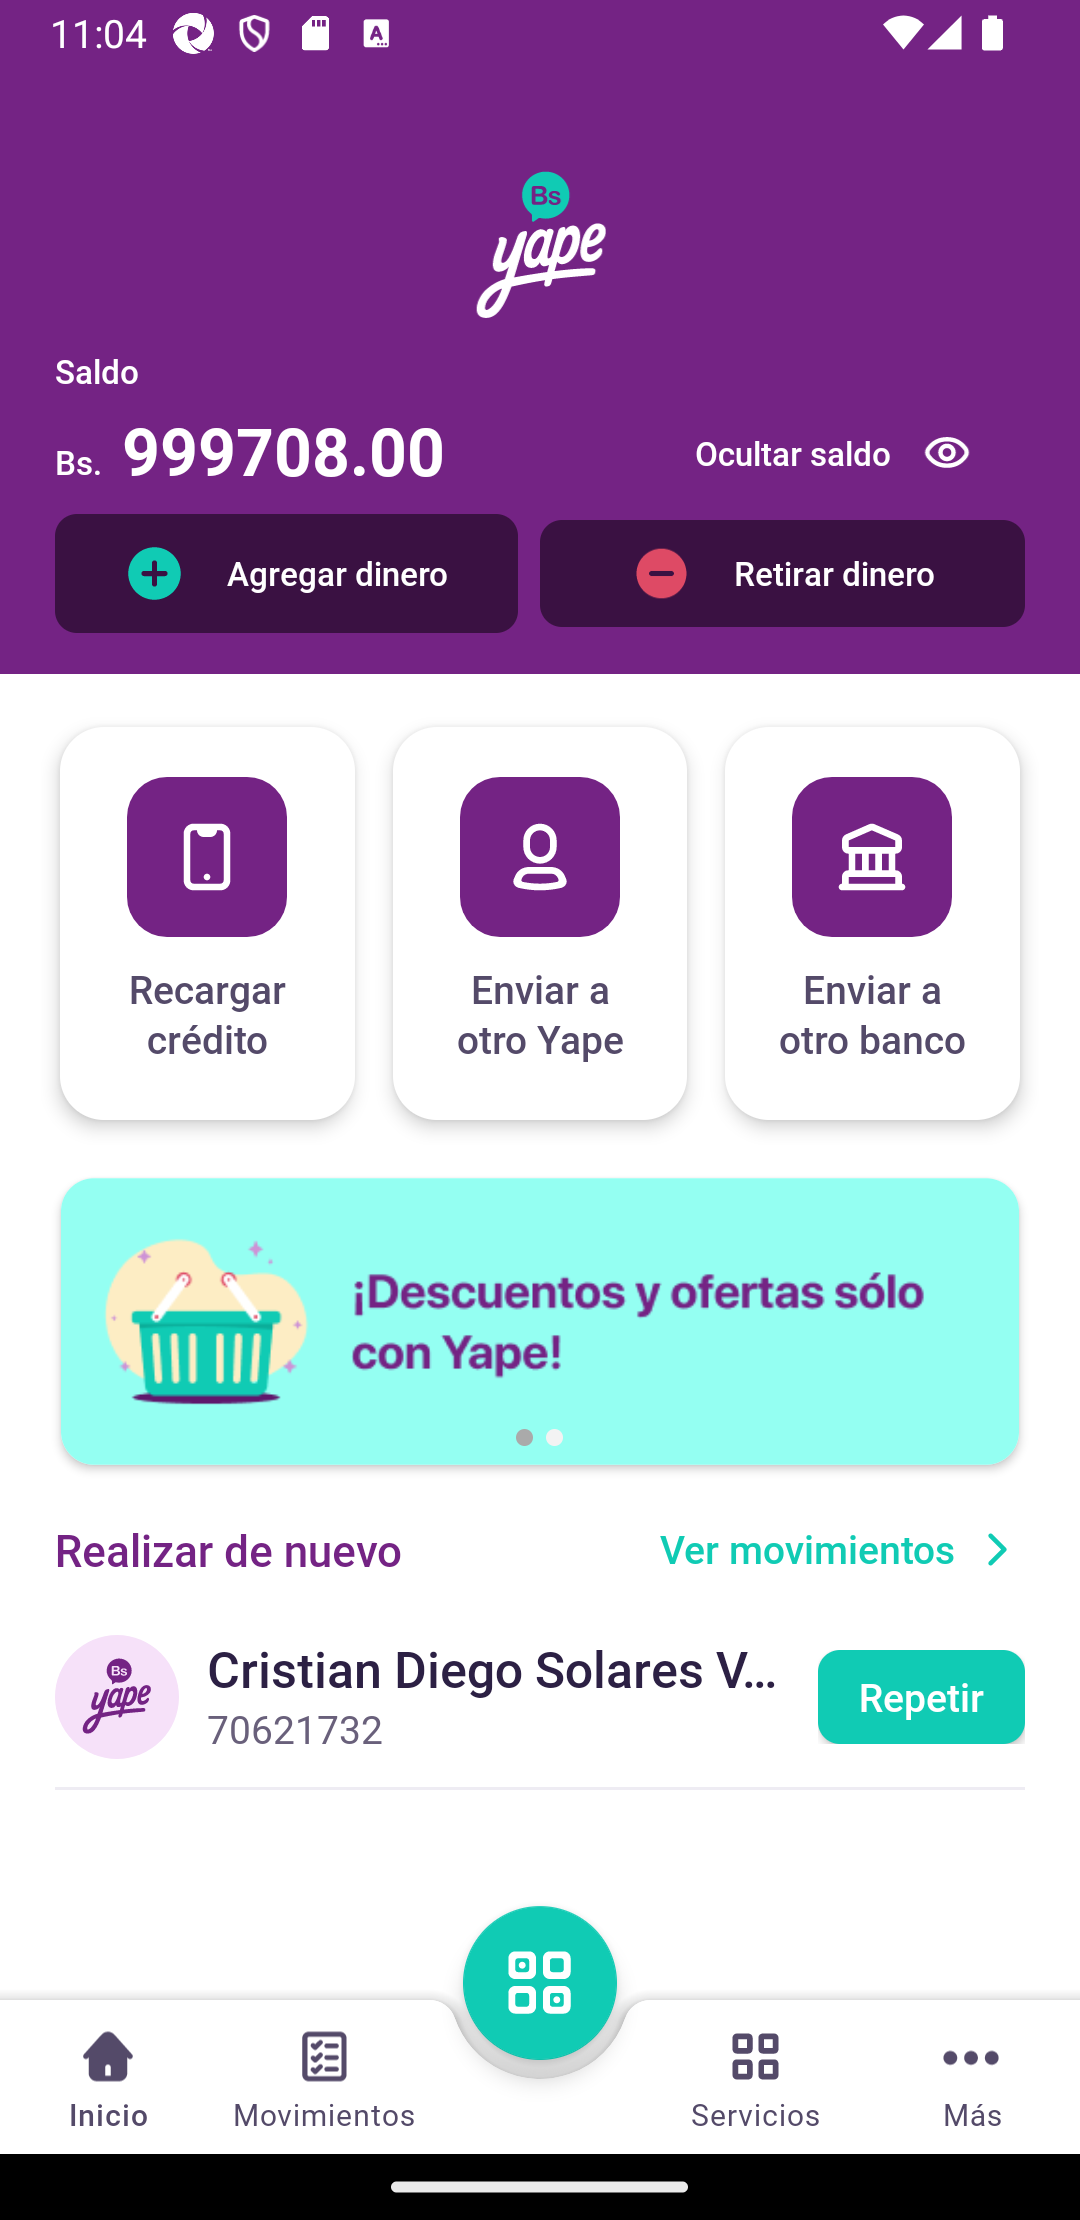 11:04
Bs
yape
Saldo
Bs. 999708.00
Ocultar saldo
Agregar dinero
Retirar dinero
Recargar
crédito
Enviar a
otro Yape
Enviar a
otro banco
¡Descuentos y ofertas sólo
con Yape!
Realizar de nuevo
Ver movimientos
Bs
yape
Cristian Diego Solares V...
70621732
Repetir
Inicio
Movimientos
Servicios
Más